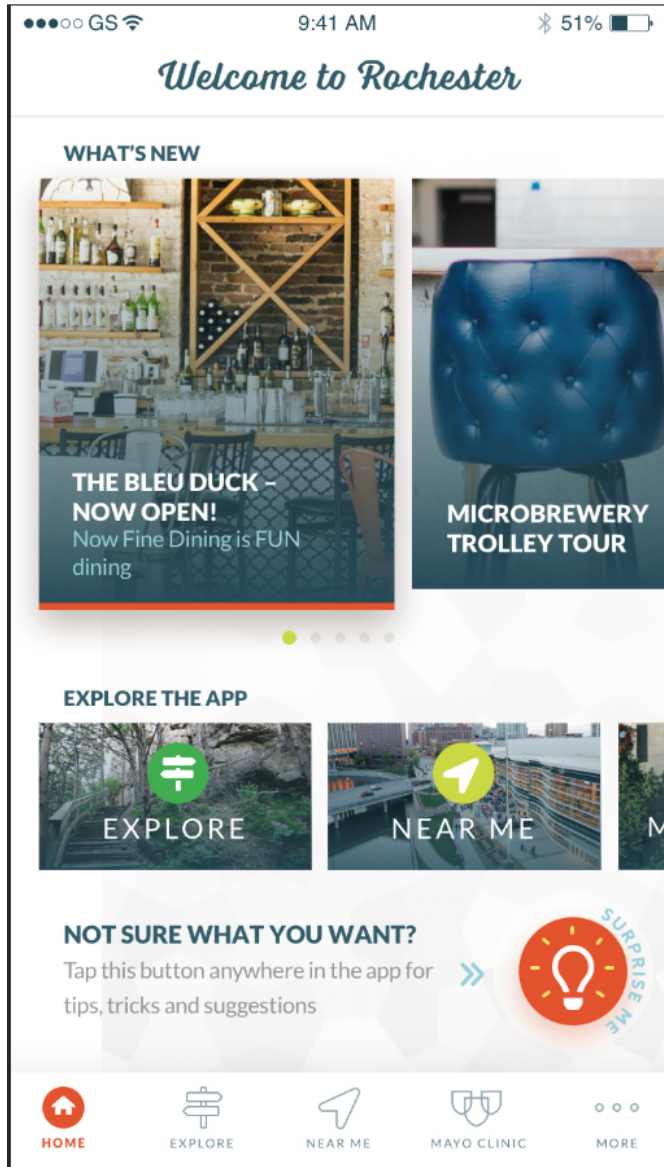 GS 9:41 AM 51%
Welcome to Rochester
WHAT'S NEW
THE BLEU DUCK –
NOW OPEN!
Now Fine Dining is FUN
dining
MICROBREWERY
TROLLEY TOUR
EXPLORE THE APP
EXPLORE
NEAR ME
M
NOT SURE WHAT YOU WANT?
Tap this button anywhere in the app for
tips, tricks and suggestions
SURPRISE ME
HOME
EXPLORE
NEAR ME
MAYO CLINIC
MORE